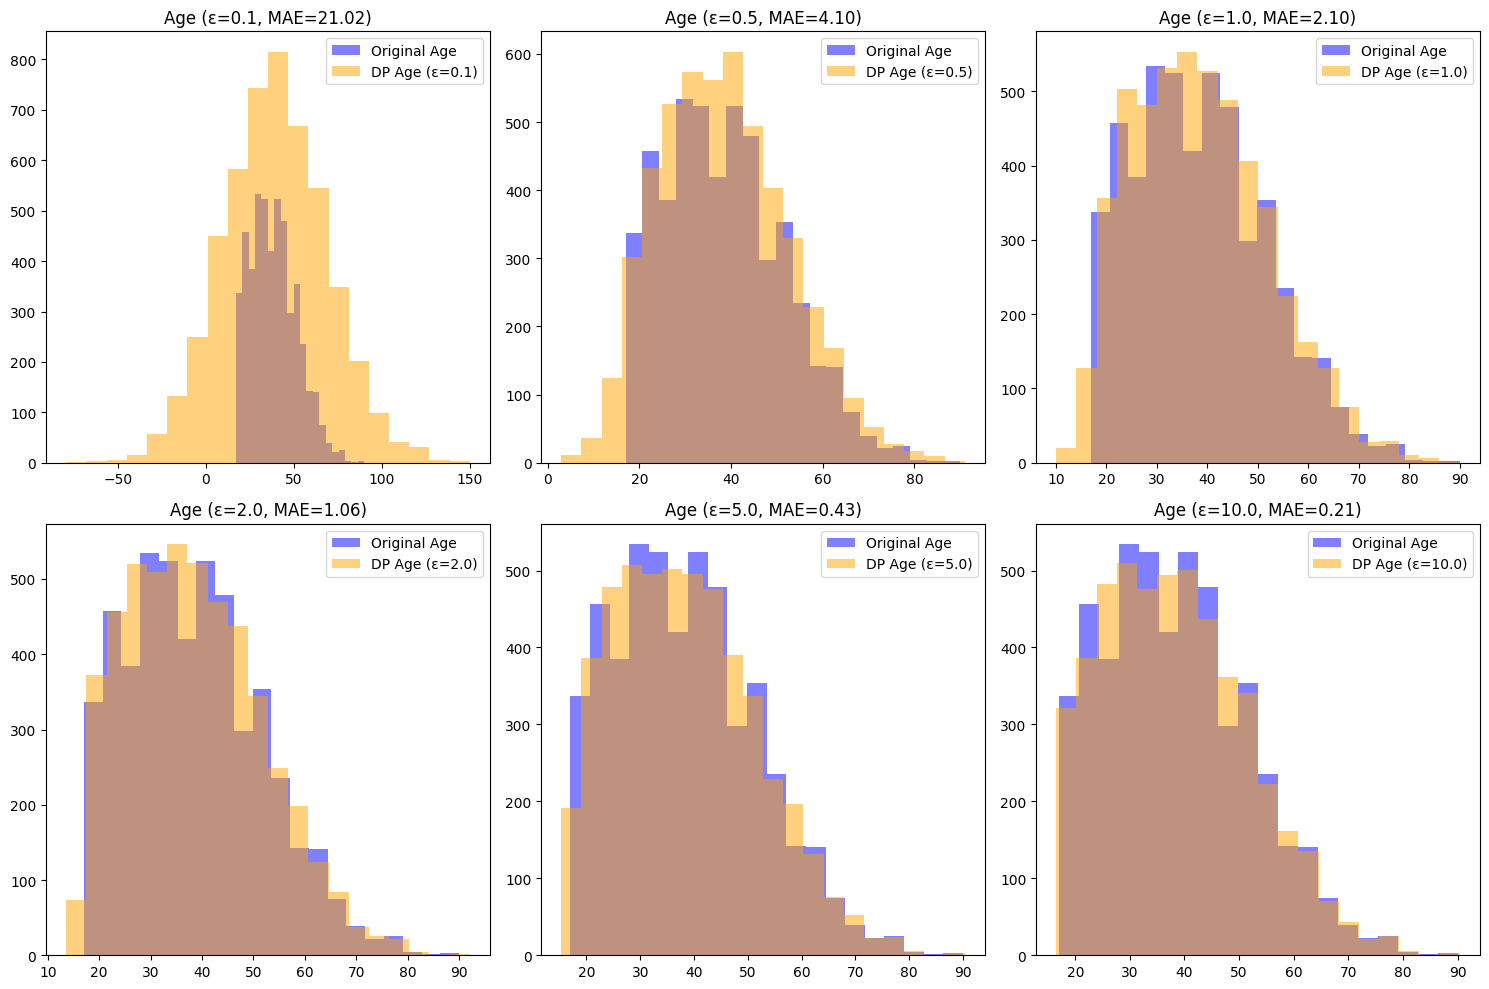 Age (ε=0.1, MAE=21.02)
Original Age
DP Age (ε=0.1)
800
700
600
500
400
300
200
100
0
−50 0 50 100 150
Age (ε=0.5, MAE=4.10)
Original Age
DP Age (ε=0.5)
600
500
400
300
200
100
0
0 20 40 60 80
Age (ε=1.0, MAE=2.10)
Original Age
DP Age (ε=1.0)
500
400
300
200
100
0
10 20 30 40 50 60 70 80 90
Age (ε=2.0, MAE=1.06)
Original Age
DP Age (ε=2.0)
500
400
300
200
100
0
10 20 30 40 50 60 70 80 90
Age (ε=5.0, MAE=0.43)
Original Age
DP Age (ε=5.0)
500
400
300
200
100
0
20 30 40 50 60 70 80 90
Age (ε=10.0, MAE=0.21)
Original Age
DP Age (ε=10.0)
500
400
300
200
100
0
20 30 40 50 60 70 80 90